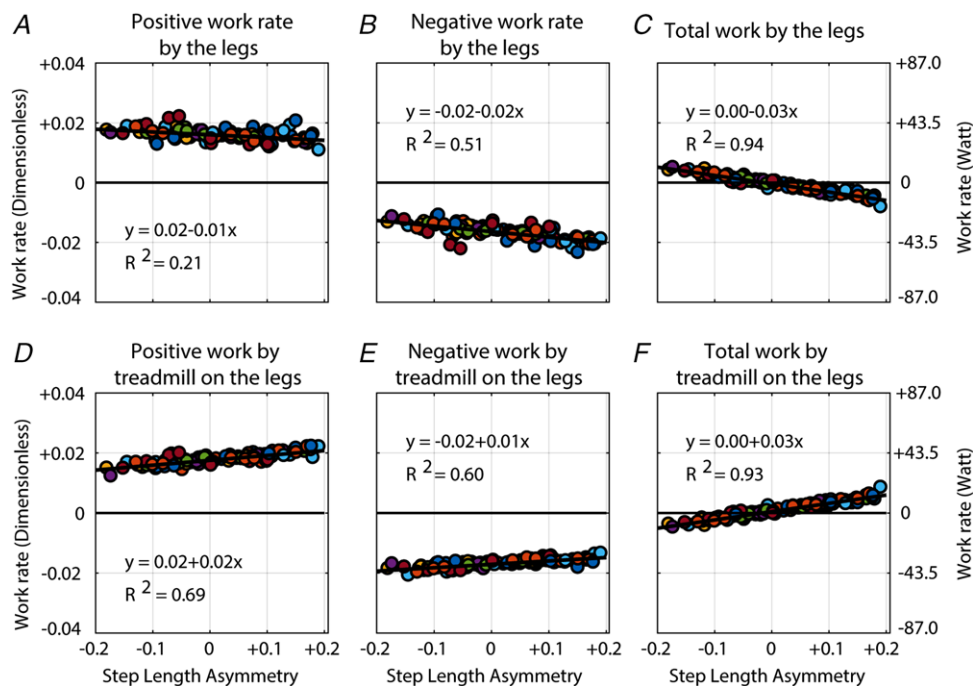 A
Positive work rate
by the legs
B
Negative work rate
by the legs
C
Total work by the legs
+0.04
+0.02
0
-0.02
-0.04
Work rate (Dimensionless)
y = 0.02-0.01x
R 2 = 0.21
y = -0.02-0.02x
R 2 = 0.51
y = 0.00-0.03x
R 2 = 0.94
+87.0
+43.5
0
-43.5
-87.0
Work rate (Watt)
D
Positive work by
treadmill on the legs
E
Negative work by
treadmill on the legs
F
Total work by
treadmill on the legs
+0.04
+0.02
0
-0.02
-0.04
Work rate (Dimensionless)
y = 0.02+0.02x
R 2 = 0.69
y = -0.02+0.01x
R 2 = 0.60
y = 0.00+0.03x
R 2 = 0.93
+87.0
+43.5
0
-43.5
-87.0
Work rate (Watt)
-0.2 -0.1 0 +0.1 +0.2
Step Length Asymmetry
-0.2 -0.1 0 +0.1 +0.2
Step Length Asymmetry
-0.2 -0.1 0 +0.1 +0.2
Step Length Asymmetry